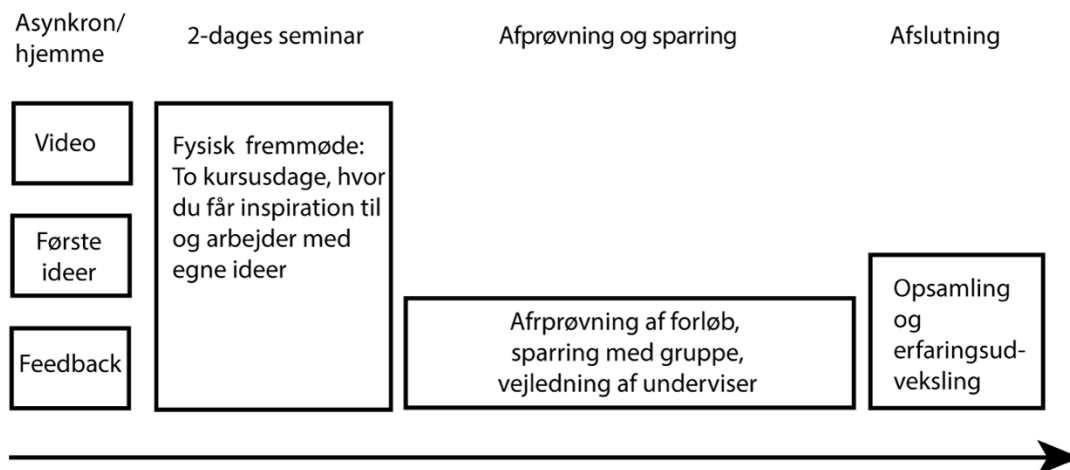 Asynkron/
hjemme
2-dages seminar
Afprøvning og sparring
Afslutning
Video
Første
ideer
Feedback
Fysisk fremmøde:
To kursusdage, hvor
du får inspiration til
og arbejder med
egne ideer
Afrprøvning af forløb,
sparring med gruppe,
vejledning af underviser
Opsamling
og
erfaringsud-
veksling